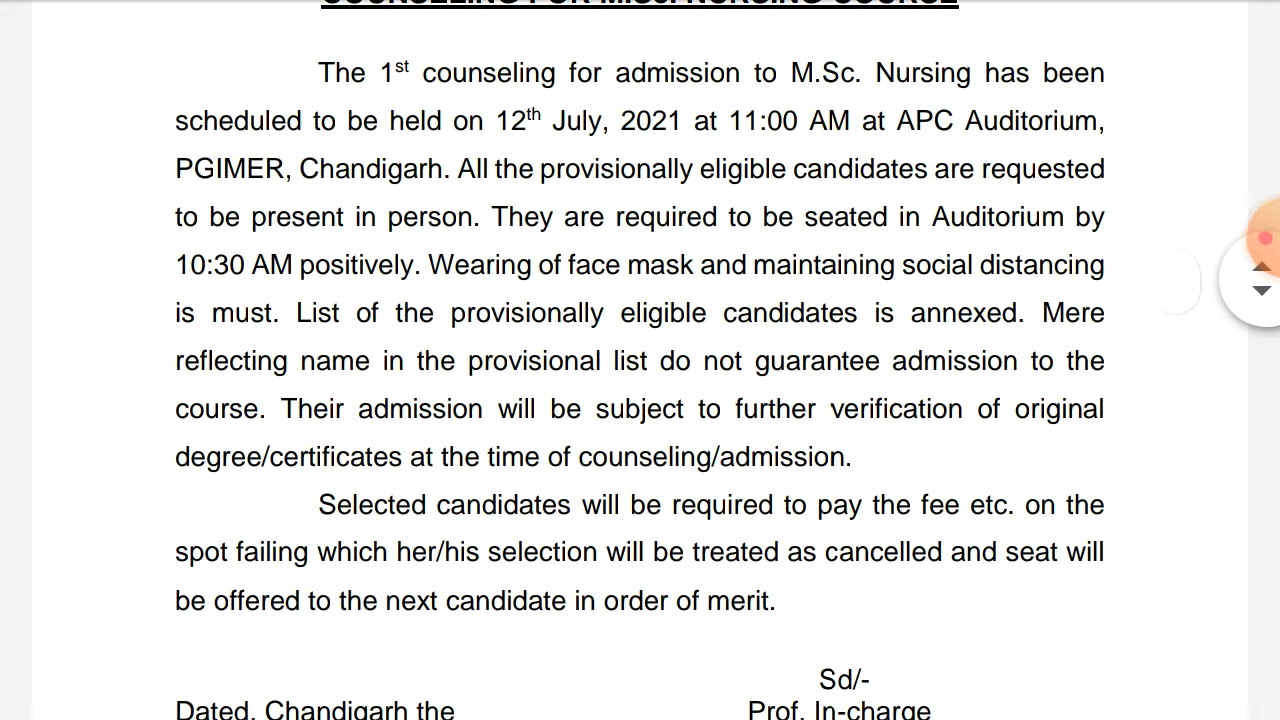 COUNSELLING FOR M.Sc. NURSING COURSE
The 1st counseling for admission to M.Sc. Nursing has been
scheduled to be held on 12th July, 2021 at 11:00 AM at APC Auditorium,
PGIMER, Chandigarh. All the provisionally eligible candidates are requested
to be present in person. They are required to be seated in Auditorium by
10:30 AM positively. Wearing of face mask and maintaining social distancing
is must. List of the provisionally eligible candidates is annexed. Mere
reflecting name in the provisional list do not guarantee admission to the
course. Their admission will be subject to further verification of original
degree/certificates at the time of counseling/admission.
Selected candidates will be required to pay the fee etc. on the
spot failing which her/his selection will be treated as cancelled and seat will
be offered to the next candidate in order of merit.
Sd/-
Dated, Chandigarh the
Prof. In-charge